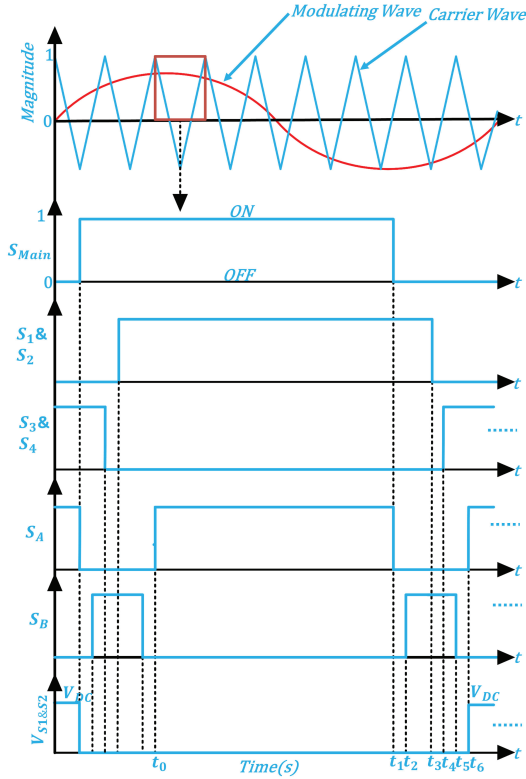 Modulating Wave
Carrier Wave
Magnitude
1
0
t
1
S_Main
0
ON
OFF
t
S_1&
S_2
t
S_3&
S_4
t
S_A
t
S_B
t
V_S1&S2
V_DC
V_DC
t_0
Time(s)
t_1 t_2 t_3 t_4 t_5 t_6
t